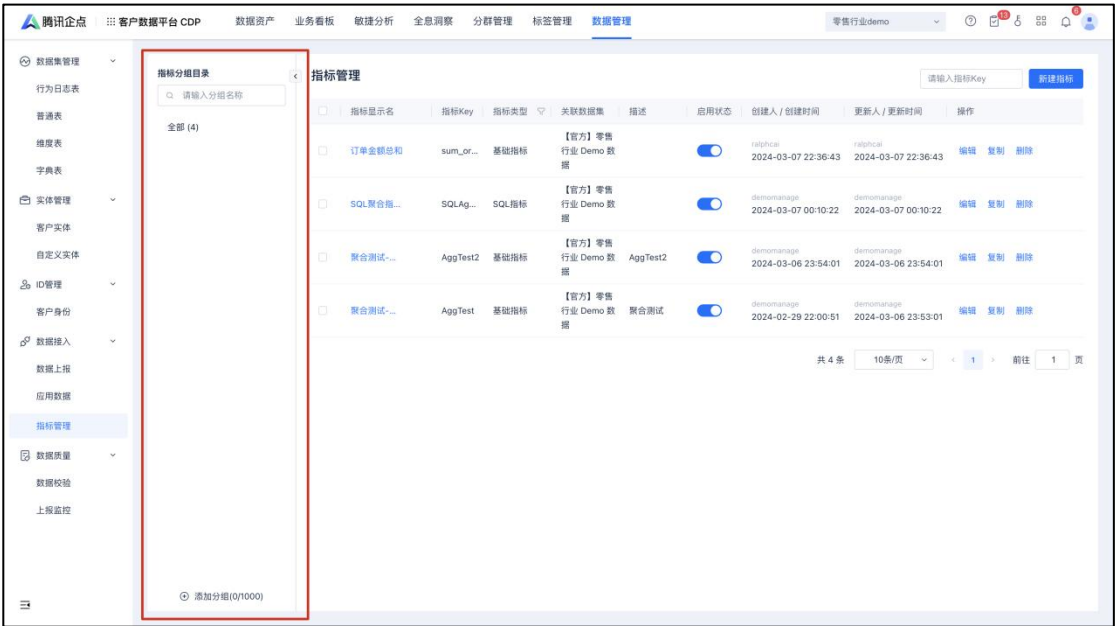 腾讯企点 客户数据平台 CDP 数据资产 业务看板 敏捷分析 全息洞察 分群管理 标签管理 数据管理 零售行业demo 13 6
数据集管理
行为日志表
普通表
维度表
字典表
实体管理
客户实体
自定义实体
ID管理
客户身份
数据接入
数据上报
应用数据
指标管理
数据质量
数据校验
上报监控
指标分组目录
请输入分组名称
全部 (4)
添加分组(0/1000)
指标管理 请输入指标Key 新建指标
指标显示名 指标Key 指标类型 关联数据集 描述 启用状态 创建人 / 创建时间 更新人 / 更新时间 操作
订单金额总和 sum_or... 基础指标 【官方】零售行业 Demo 数据 ralphcai 2024-03-07 22:36:43 ralphcai 2024-03-07 22:36:43 编辑 复制 删除
SQL聚合指... SQLAg... SQL指标 【官方】零售行业 Demo 数据 demomanage 2024-03-07 00:10:22 demomanage 2024-03-07 00:10:22 编辑 复制 删除
聚合测试-... AggTest2 基础指标 【官方】零售行业 Demo 数据 AggTest2 demomanage 2024-03-06 23:54:01 demomanage 2024-03-06 23:54:01 编辑 复制 删除
聚合测试-... AggTest 基础指标 【官方】零售行业 Demo 数据 聚合测试 demomanage 2024-02-29 22:00:51 demomanage 2024-03-06 23:53:01 编辑 复制 删除
共 4 条 10条/页 1 前往 1 页